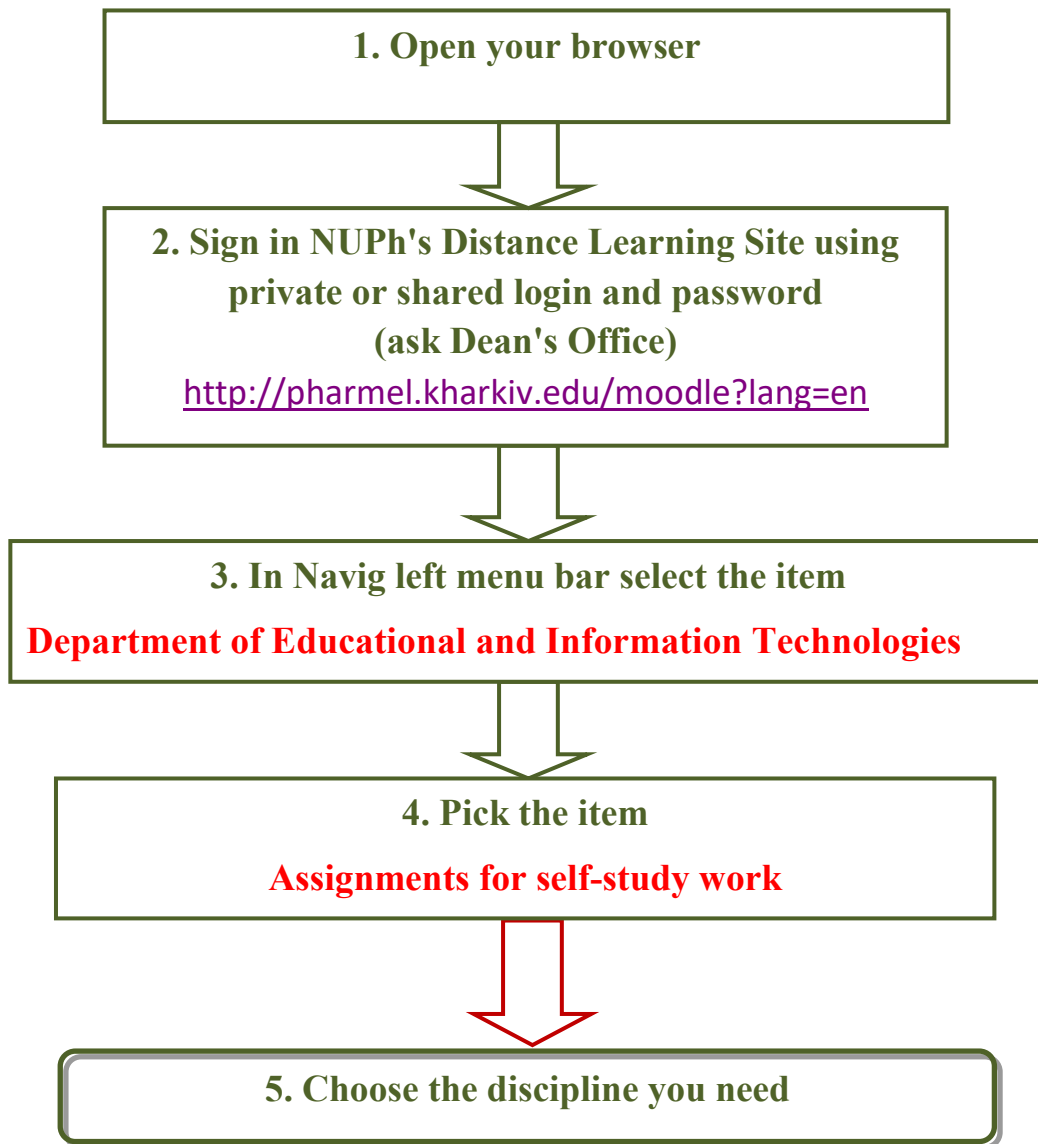 1. Open your browser
2. Sign in NUPh's Distance Learning Site using
private or shared login and password
(ask Dean's Office)
http://pharmel.kharkiv.edu/moodle?lang=en
3. In Navig left menu bar select the item
Department of Educational and Information Technologies
4. Pick the item
Assignments for self-study work
5. Choose the discipline you need